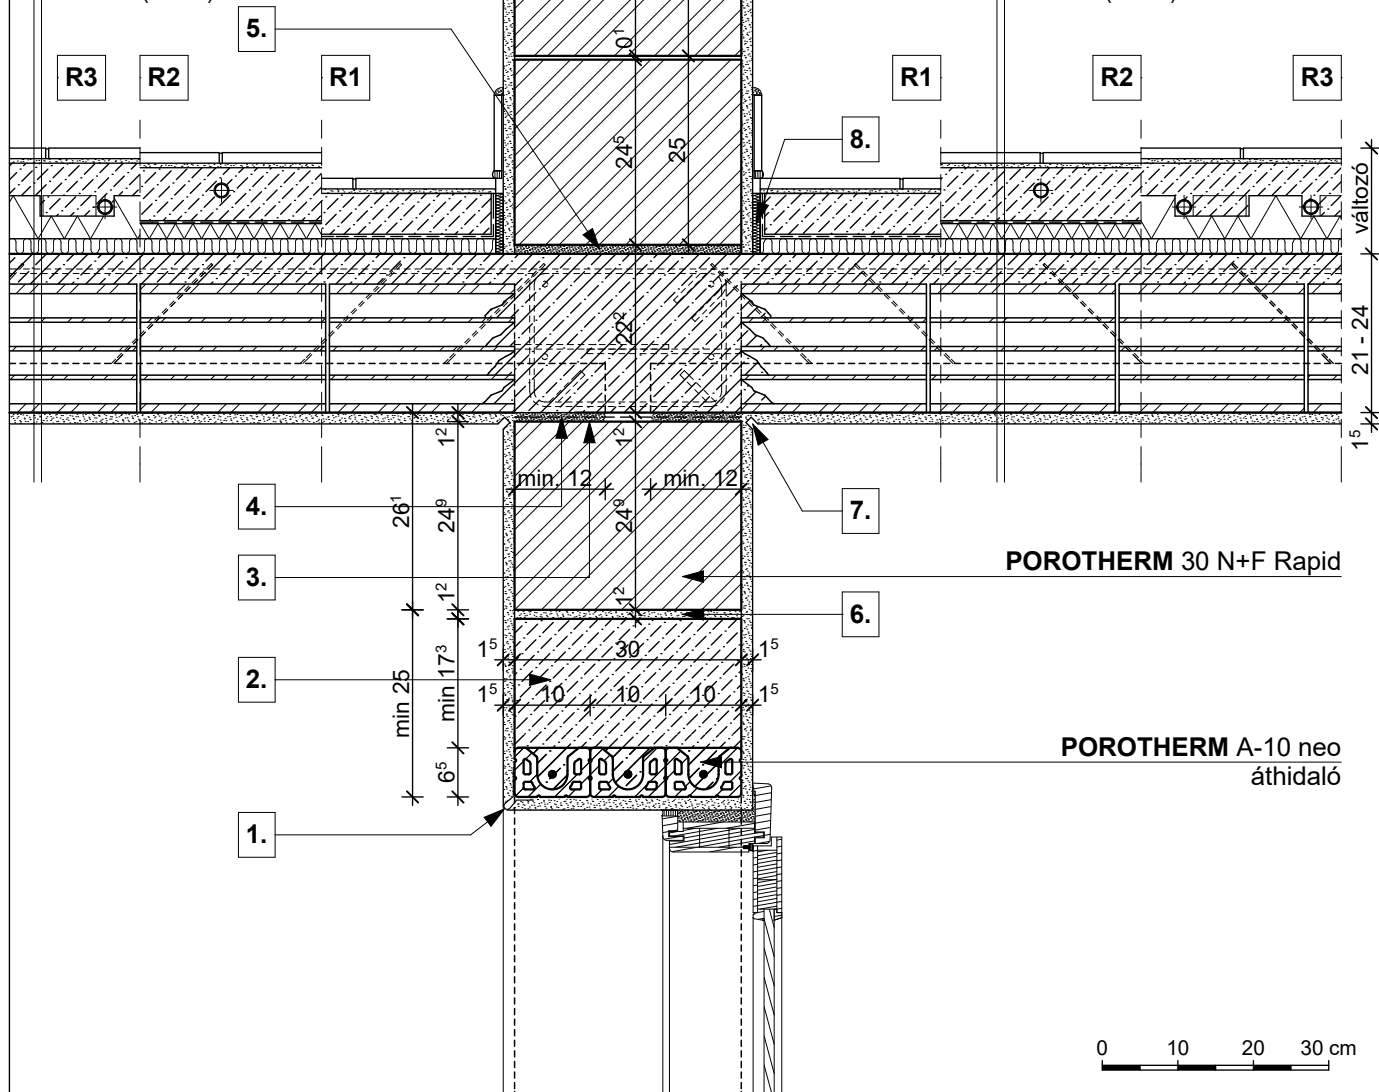 5.
R3
R2
R1
R1
R2
R3
0¹
24⁵
25
8.
változó
22²
21 - 24
1⁵
1²
1²
min. 12
min. 12
4.
26¹
24⁹
24⁹
7.
POROTHERM 30 N+F Rapid
3.
1²
1²
6.
1⁵
30
1⁵
2.
min 25
min 17³
1⁵
10
10
10
1⁵
POROTHERM A-10 neo
áthidaló
6⁵
1.
0 10 20 30 cm